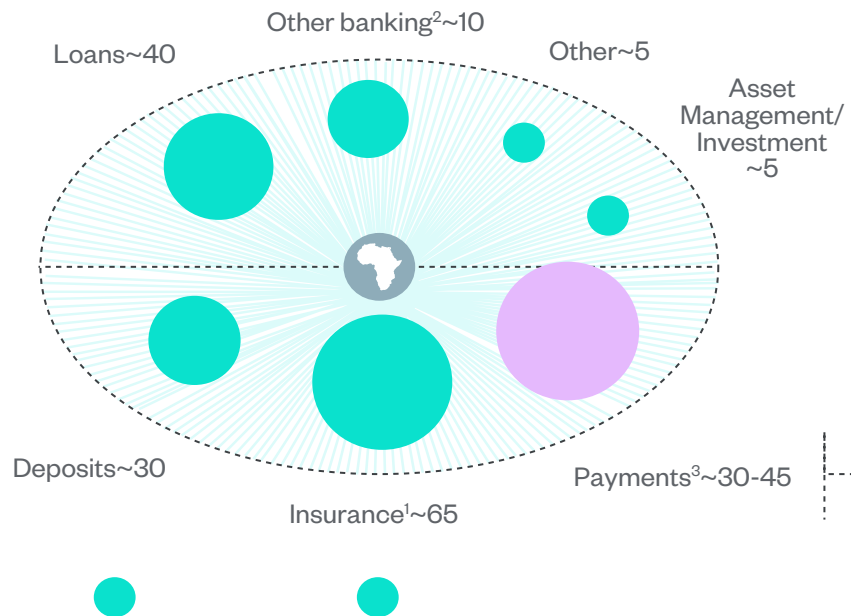 Other banking²~10
Loans~40
Other~5
Asset
Management/
Investment
~5
Deposits~30
Payments³~30-45
Insurance¹~65